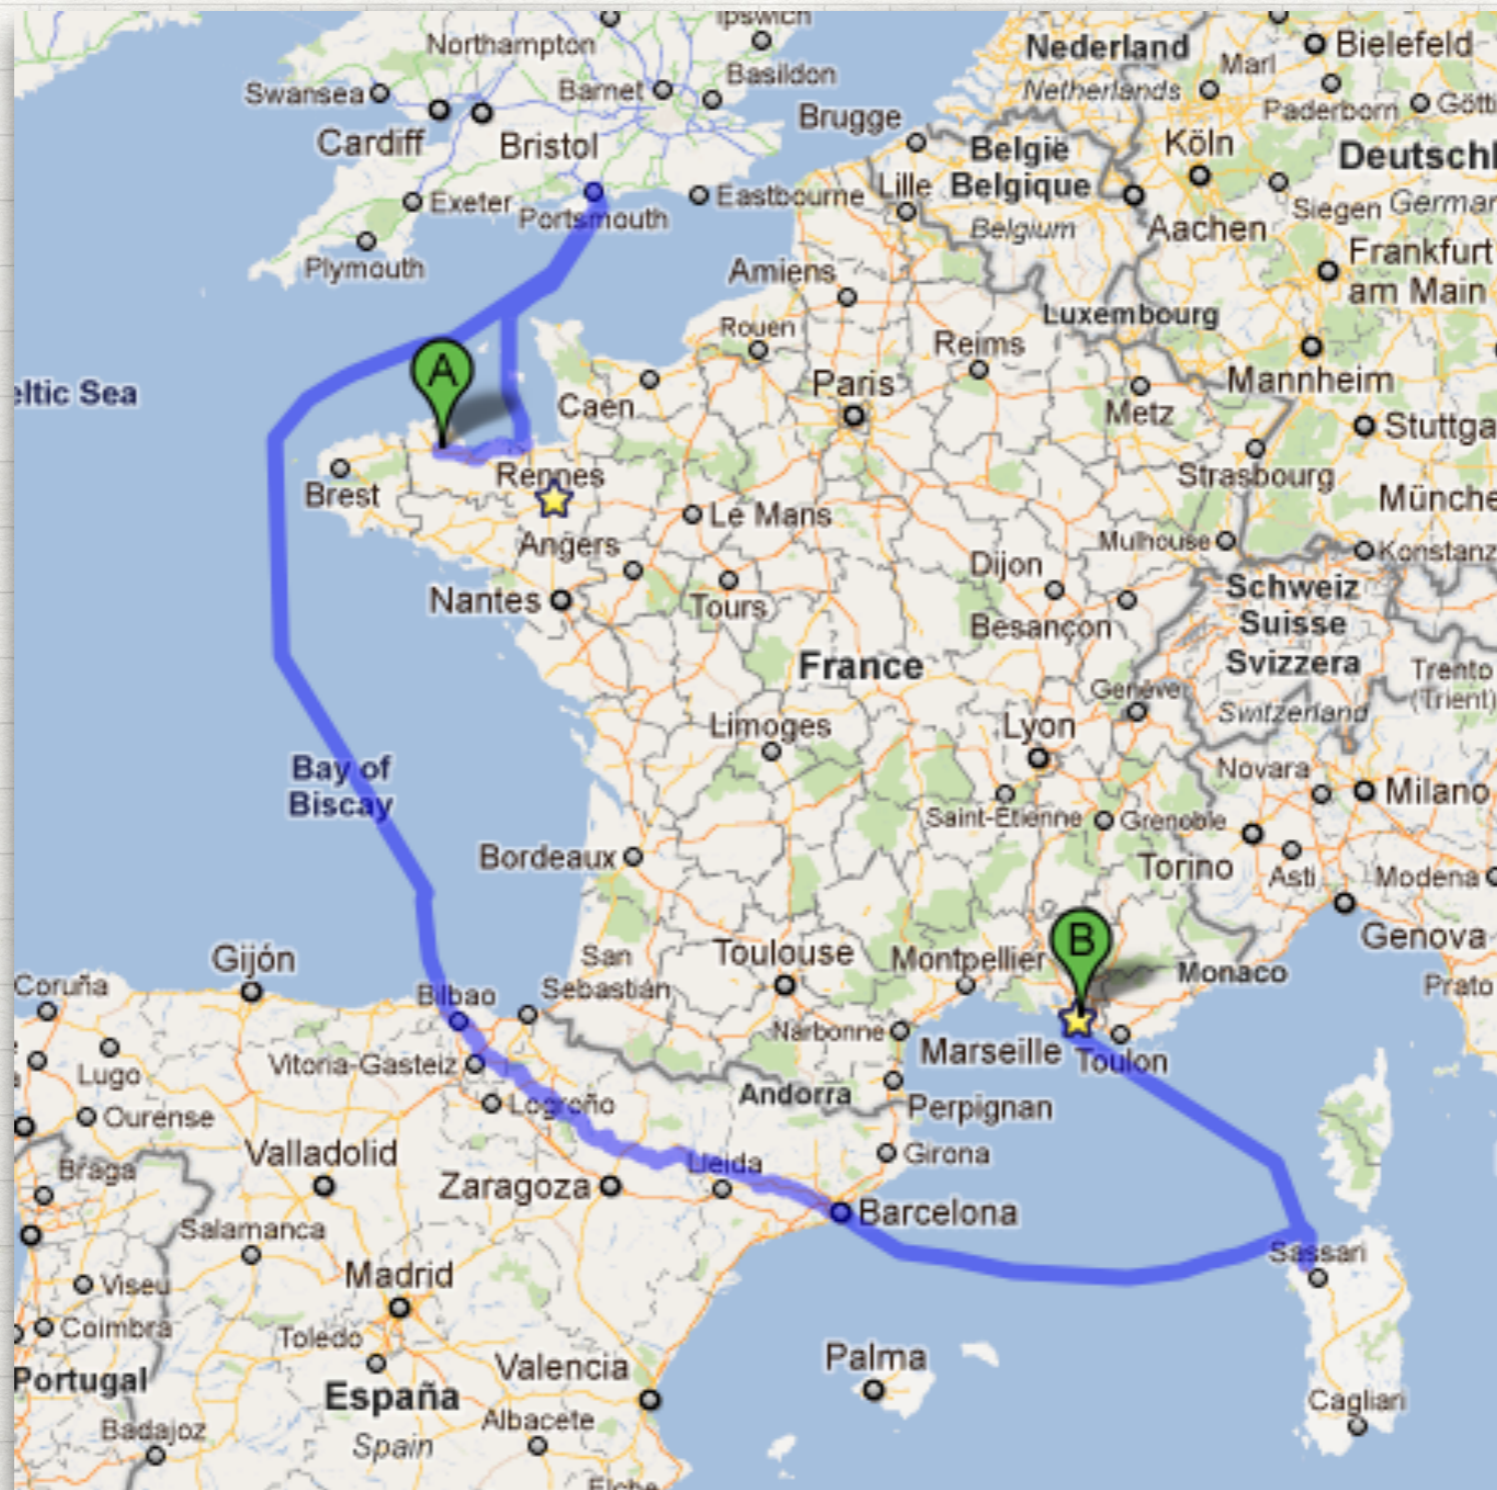 Ipswich
Northampton
Nederland
Bielefeld
Netherlands
Marl
Swansea
Barnet
Basildon
Paderborn
Götti
Cardiff
Bristol
Brugge
België
Belgique
Belgium
Köln
Deutschl
Exeter
Portsmouth
Eastbourne
Lille
Aachen
Siegen
German
Plymouth
Amiens
Frankfurt
am Main
Luxembourg
Rouen
Reims
eltic Sea
A
Caen
Paris
Metz
Mannheim
Stuttga
Brest
Rennes
Le Mans
Strasbourg
Münche
Angers
Mulhouse
Konstanz
Nantes
Tours
Dijon
Besançon
Schweiz
Suisse
Svizzera
Switzerland
France
Genève
Trento
(Trient)
Limoges
Lyon
Bay of
Biscay
Novara
Milano
Saint-Étienne
Grenoble
Bordeaux
Torino
Asti
Modena
Genova
B
Gijón
San
Sebastián
Toulouse
Montpellier
Monaco
Prato
Coruña
Bilbao
Narbonne
Marseille
Toulon
Lugo
Vitoria-Gasteiz
Logroño
Andorra
Perpignan
Ourense
Valladolid
Girona
Braga
Zaragoza
Lleida
Barcelona
Salamanca
Sassari
Viseu
Madrid
Coimbra
Toledo
Valencia
Palma
Portugal
España
Spain
Albacete
Cagliari
Badajoz
Elche